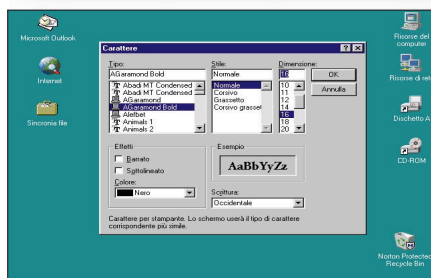 Microsoft Outlook
Internet
Sincronia file
Carattere
Tipo:
AGaramond Bold
Abadi MT Condensed
Abadi MT Condensed
AGaramond
AGaramond Bold
Alefbet
Animals 1
Animals 2
Stile:
Normale
Normale
Corsivo
Grassetto
Corsivo grasset
Dimensione:
16
10
11
12
14
16
18
20
OK
Annulla
Effetti
Barrato
Sottolineato
Colore:
Nero
Esempio
AaBbYyZz
Scrittura:
Occidentale
Carattere per stampante. Lo schermo userà il tipo di carattere
corrispondente più simile.
Risorse del
computer
Risorse di ret
Dischetto A
CD-ROM
Norton Protected
Recycle Bin